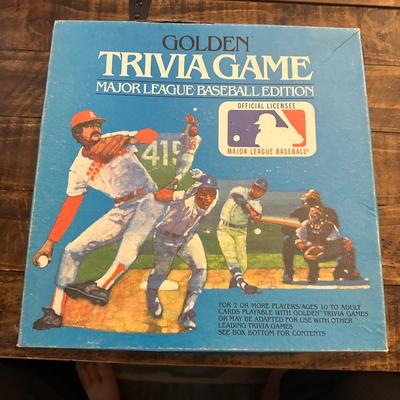 GOLDEN®
TRIVIA GAME
MAJOR LEAGUE BASEBALL EDITION
OFFICIAL LICENSEE
MAJOR LEAGUE BASEBALL®
419
FOR 2 OR MORE PLAYERS/AGES 10 TO ADULT
CARDS PLAYABLE WITH GOLDEN® TRIVIA GAMES
OR MAY BE ADAPTED FOR USE WITH OTHER
LEADING TRIVIA GAMES
SEE BOX BOTTOM FOR CONTENTS